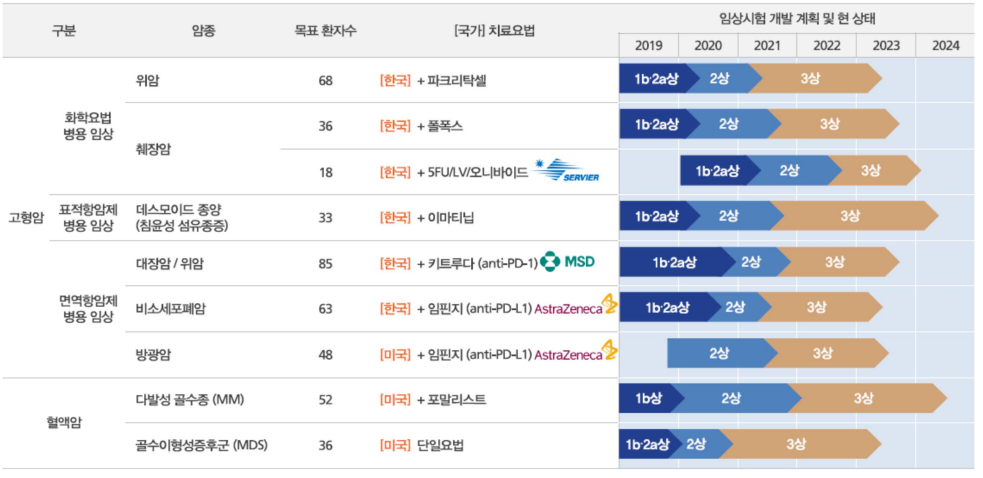 구분 암종 목표 환자수 [국가] 치료요법 임상시험 개발 계획 및 현 상태
2019 2020 2021 2022 2023 2024
고형암
화학요법
병용 임상
위암 68 [한국] + 파크리탁셀 1b·2a상 2상 3상
췌장암
36 [한국] + 폴폭스 1b·2a상 2상 3상
18 [한국] + 5FU/LV/오니바이드 SERVIER 1b·2a상 2상 3상
표적항암제
병용 임상
데스모이드 종양
(침윤성 섬유종증)
33 [한국] + 이마티닙 1b·2a상 2상 3상
면역항암제
병용 임상
대장암 / 위암 85 [한국] + 키트루다 (anti-PD-1) MSD 1b·2a상 2상 3상
비소세포폐암 63 [한국] + 임핀지 (anti-PD-L1) AstraZeneca 1b·2a상 2상 3상
방광암 48 [미국] + 임핀지 (anti-PD-L1) AstraZeneca 2상 3상
혈액암
다발성 골수종 (MM) 52 [미국] + 포말리스트 1b상 2상 3상
골수이형성증후군 (MDS) 36 [미국] 단일요법 1b·2a상 2상 3상